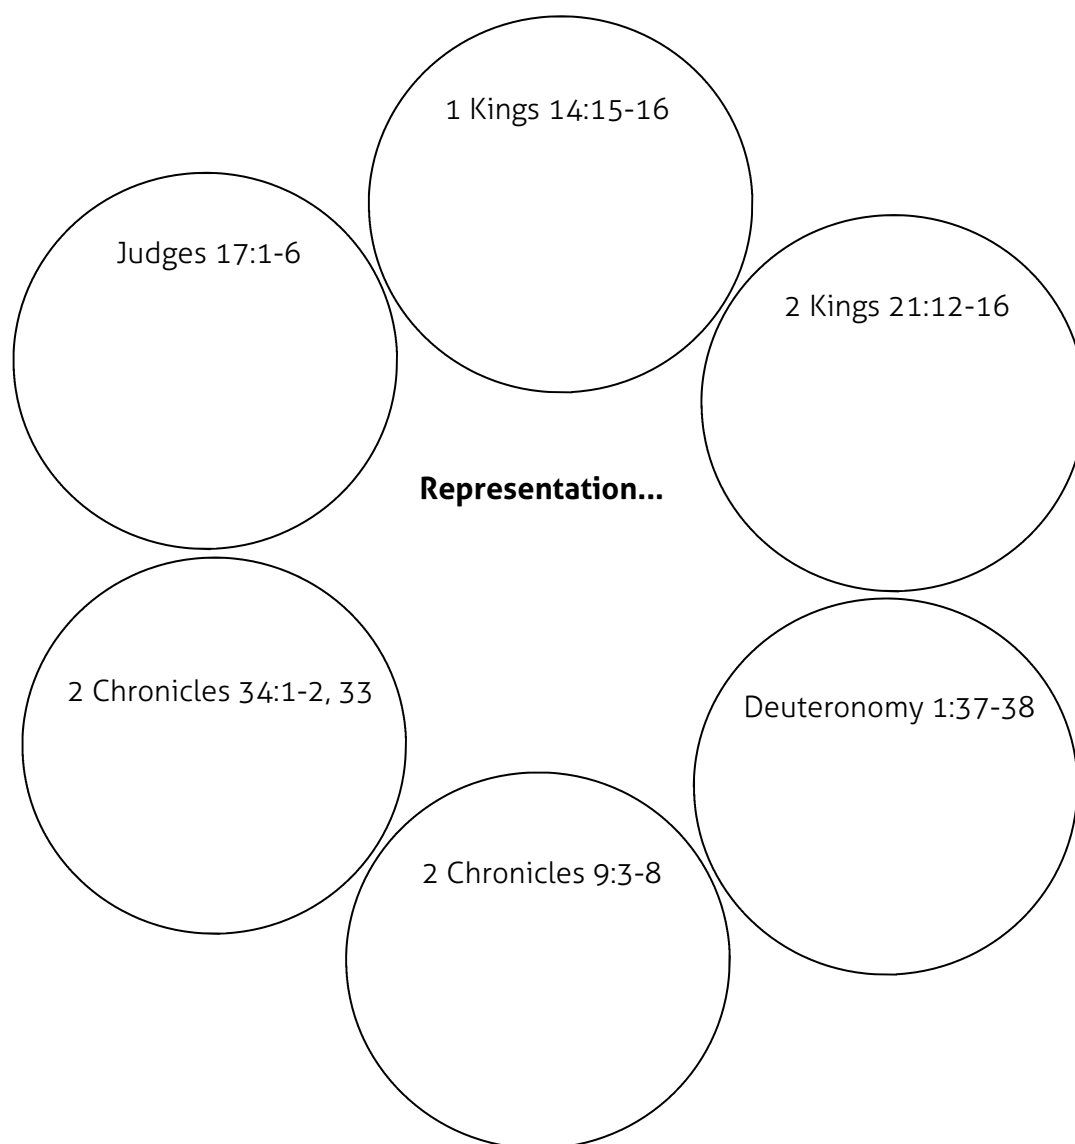 1 Kings 14:15-16
Judges 17:1-6
2 Kings 21:12-16
Representation...
2 Chronicles 34:1-2, 33
Deuteronomy 1:37-38
2 Chronicles 9:3-8